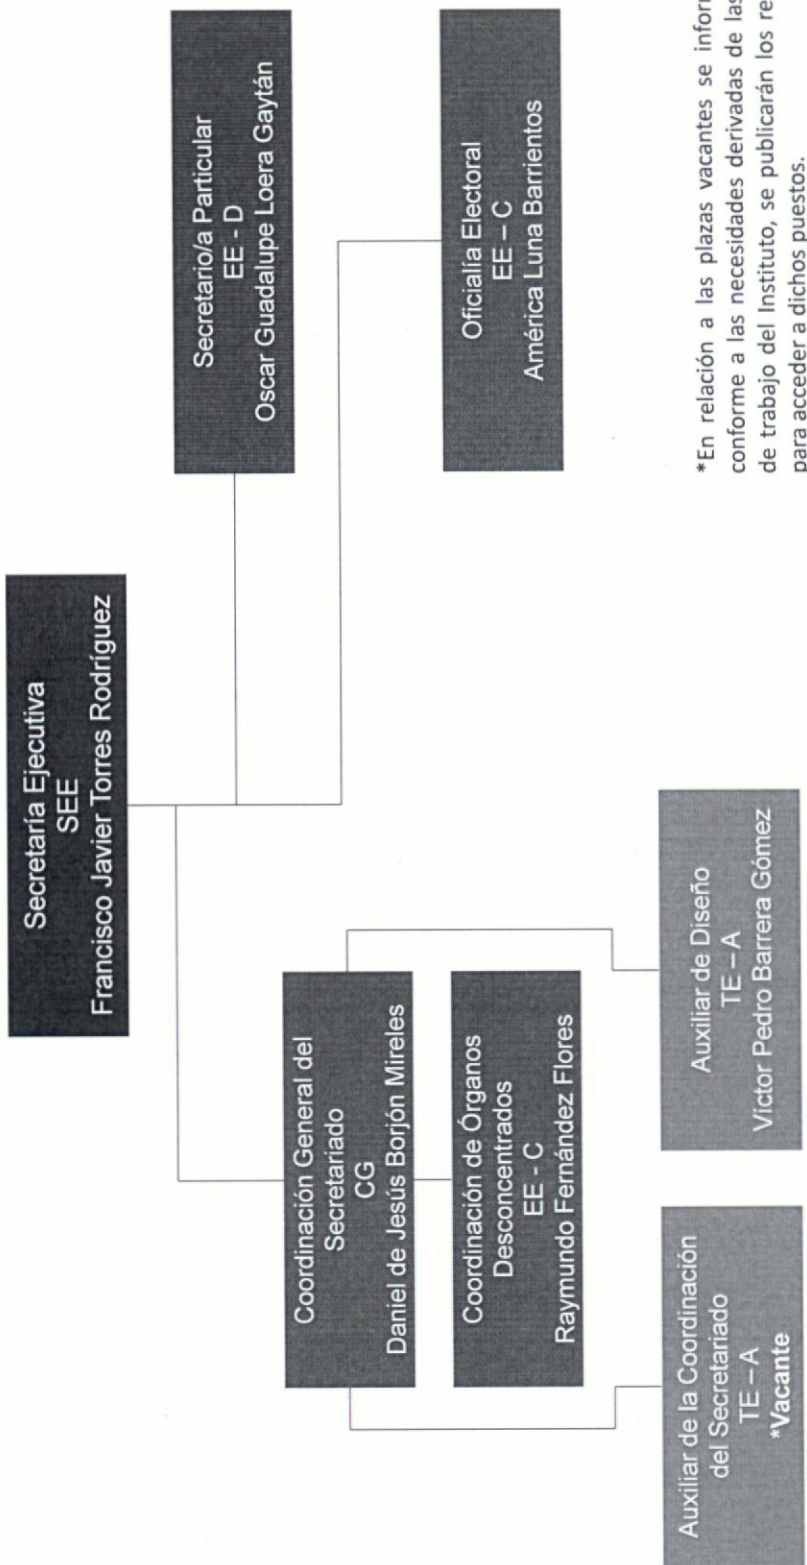 Secretaría Ejecutiva
SEE
Francisco Javier Torres Rodríguez
Secretario/a Particular
EE - D
Oscar Guadalupe Loera Gaytán
Oficialía Electoral
EE – C
América Luna Barrientos
Coordinación General del
Secretariado
CG
Daniel de Jesús Borjón Mireles
Coordinación de Órganos
Desconcentrados
EE - C
Raymundo Fernández Flores
Auxiliar de la Coordinación
del Secretariado
TE – A
*Vacante
Auxiliar de Diseño
TE – A
Víctor Pedro Barrera Gómez
*En relación a las plazas vacantes se
conforme a las necesidades derivadas de las
de trabajo del Instituto, se publicarán los
para acceder a dichos puestos.